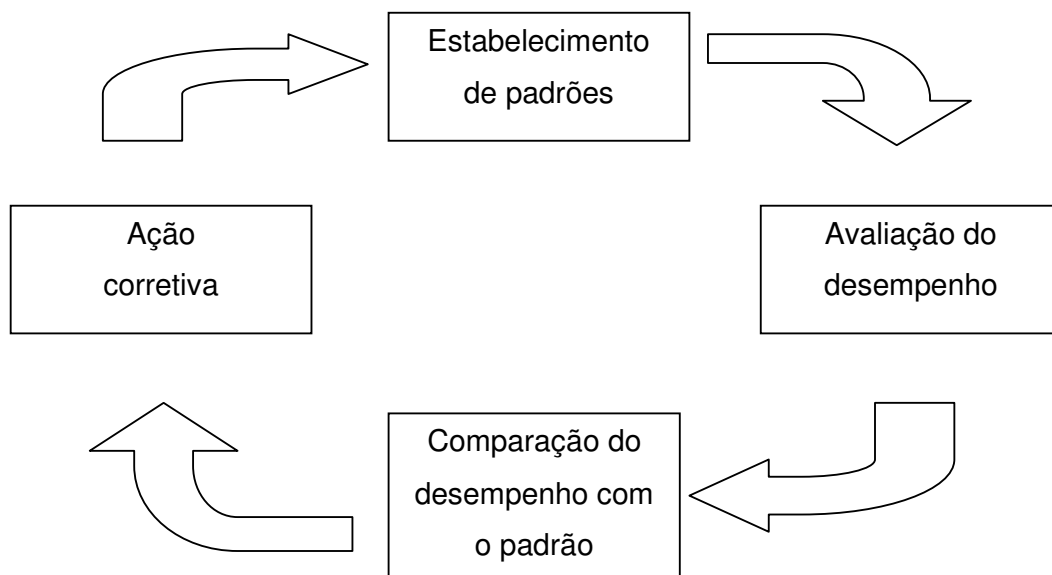 Estabelecimento
de padrões
Ação
corretiva
Avaliação do
desempenho
Comparação do
desempenho com
o padrão